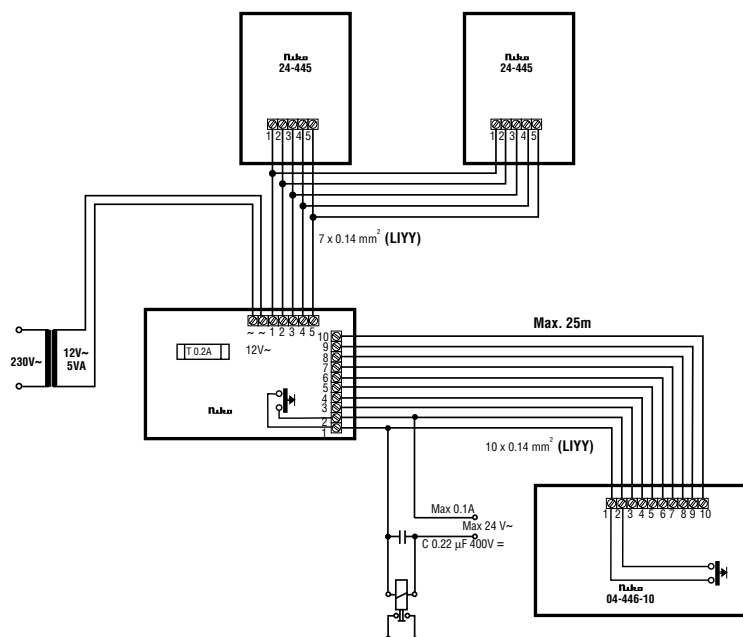 Niko
24-445
1 2 3 4 5
Niko
24-445
1 2 3 4 5
7 x 0.14 mm² (LIYY)
230V~
12V~
5VA
~ ~ 1 2 3 4 5
T 0.2A
12V~
Niko
10
9
8
7
6
5
4
3
2
1
Max. 25m
10 x 0.14 mm² (LIYY)
Max 0.1A
Max 24 V~
C 0.22 µF 400V =
1 2 3 4 5 6 7 8 9 10
Niko
04-446-10